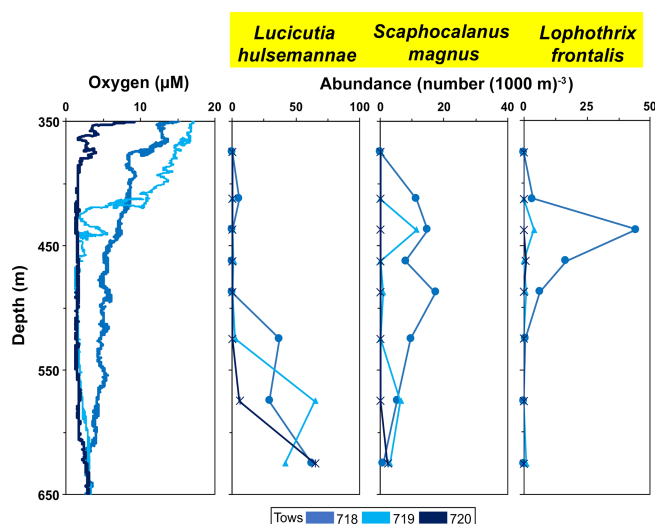 Lucicutia hulsemannae
Scaphocalanus magnus
Lophothrix frontalis
Oxygen (µM)
Abundance (number (1000 m)-3
0 10 20
0 50 100
0 20 40
0 50
350
450
550
650
Depth (m)
Tows 718 719 720